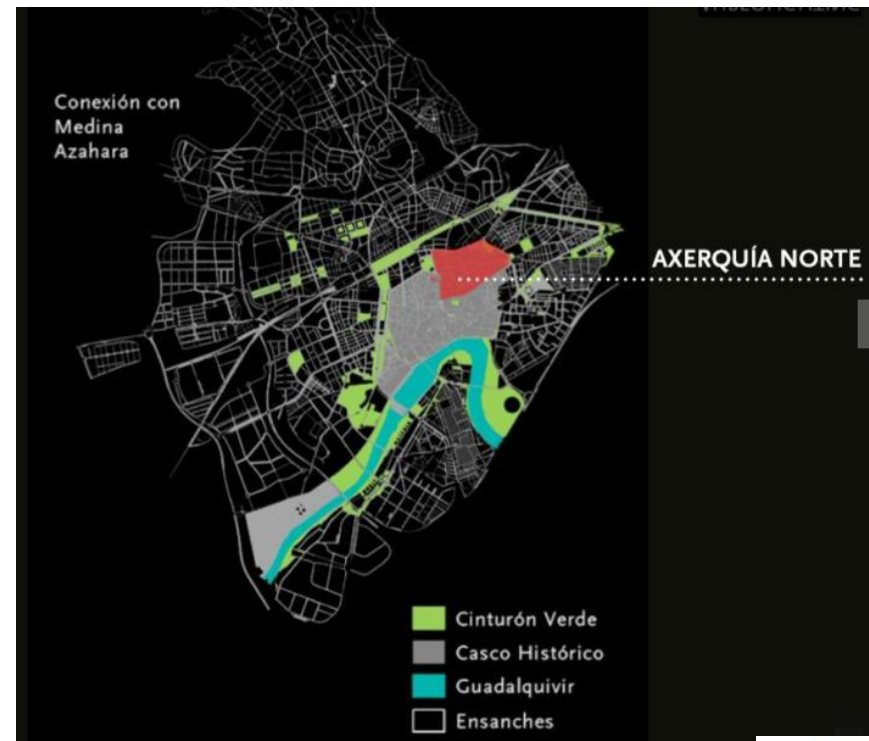 Conexión con
Medina
Azahara
AXERQUÍA NORTE
Cinturón Verde
Casco Histórico
Guadalquivir
Ensanches